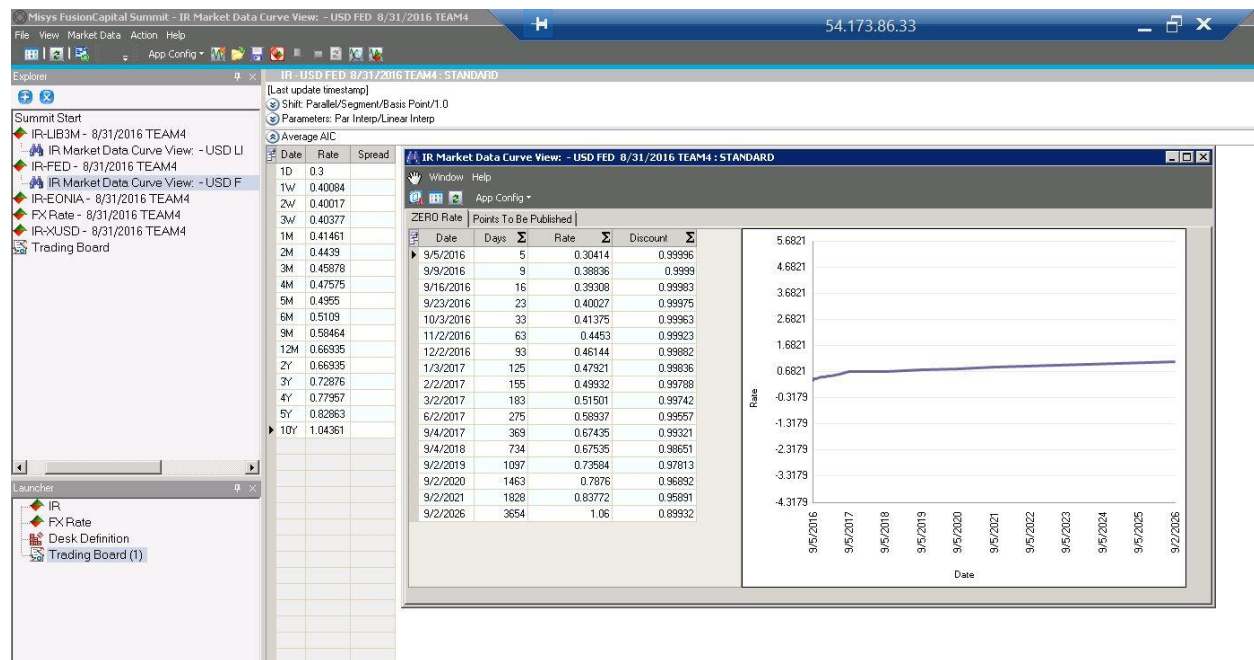 Misys FusionCapital Summit - IR Market Data Curve View: - USD FED 8/31/2016 TEAM4
54.173.86.33
File View Market Data Action Help
App Config
Explorer
Summit Start
IR-LIB3M - 8/31/2016 TEAM4
IR Market Data Curve View: - USD LI
IR-FED - 8/31/2016 TEAM4
IR Market Data Curve View: - USD F
IR-EONIA - 8/31/2016 TEAM4
FX Rate - 8/31/2016 TEAM4
IR-XUSD - 8/31/2016 TEAM4
Trading Board
Launcher
IR
FX Rate
Desk Definition
Trading Board (1)
IR - USD FED 8/31/2016 TEAM4 : STANDARD
[Last update timestamp]
Shift: Parallel/Segment/Basis Point/1.0
Parameters: Par Interp/Linear Interp
Average AIC
Date Rate Spread
1D 0.3
1W 0.40084
2W 0.40017
3W 0.40377
1M 0.41461
2M 0.4439
3M 0.45878
4M 0.47575
5M 0.4955
6M 0.5109
9M 0.58464
12M 0.66935
2Y 0.66935
3Y 0.72876
4Y 0.77957
5Y 0.82863
10Y 1.04361
IR Market Data Curve View: - USD FED 8/31/2016 TEAM4 : STANDARD
Window Help
App Config
ZERO Rate Points To Be Published
Date Days Σ Rate Σ Discount Σ
9/5/2016 5 0.30414 0.99996
9/9/2016 9 0.38836 0.9999
9/16/2016 16 0.39308 0.99983
9/23/2016 23 0.40027 0.99975
10/3/2016 33 0.41375 0.99963
11/2/2016 63 0.4453 0.99923
12/2/2016 93 0.46144 0.99882
1/3/2017 125 0.47921 0.99836
2/2/2017 155 0.49932 0.99788
3/2/2017 183 0.51501 0.99742
6/2/2017 275 0.58937 0.99557
9/4/2017 369 0.67435 0.99321
9/4/2018 734 0.67535 0.98651
9/2/2019 1097 0.73584 0.97813
9/2/2020 1463 0.7876 0.96892
9/2/2021 1828 0.83772 0.95891
9/2/2026 3654 1.06 0.89932
5.6821
4.6821
3.6821
2.6821
1.6821
0.6821
-0.3179
-1.3179
-2.3179
-3.3179
-4.3179
Rate
9/5/2016
9/5/2017
9/5/2018
9/5/2019
9/5/2020
9/5/2021
9/5/2022
9/5/2023
9/5/2024
9/5/2025
9/2/2026
Date